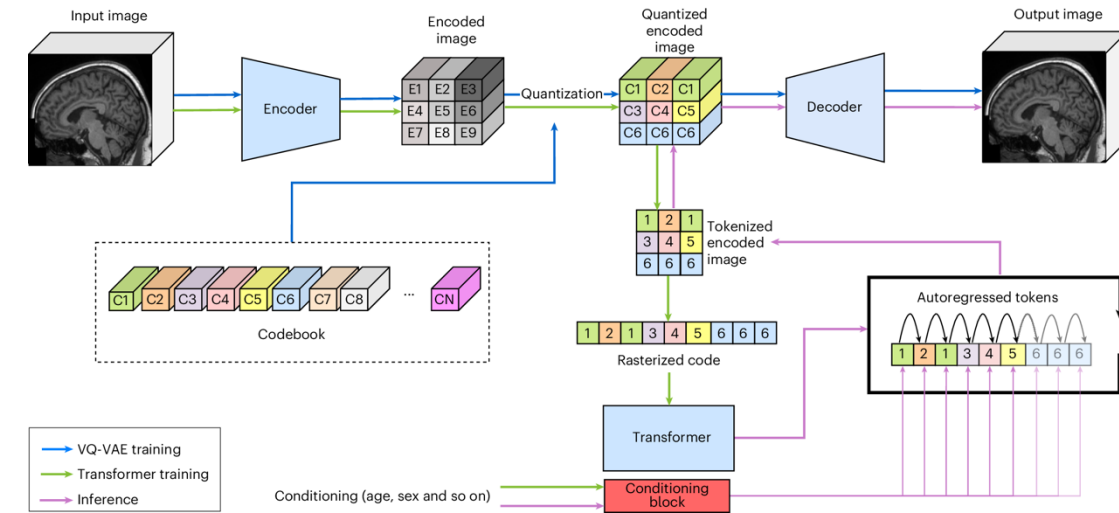 Input image
Encoded
image
Quantized
encoded
image
Output image
Encoder
E1 E2 E3
E4 E5 E6
E7 E8 E9
Quantization
C1 C2 C1
C3 C4 C5
C6 C6 C6
Decoder
1 2 1
3 4 5
6 6 6
Tokenized
encoded
image
C1 C2 C3 C4 C5 C6 C7 C8 ... CN
Codebook
1 2 1 3 4 5 6 6 6
Rasterized code
Autoregressed tokens
1 2 1 3 4 5 6 6 6
Transformer
VQ-VAE training
Transformer training
Inference
Conditioning (age, sex and so on)
Conditioning
block